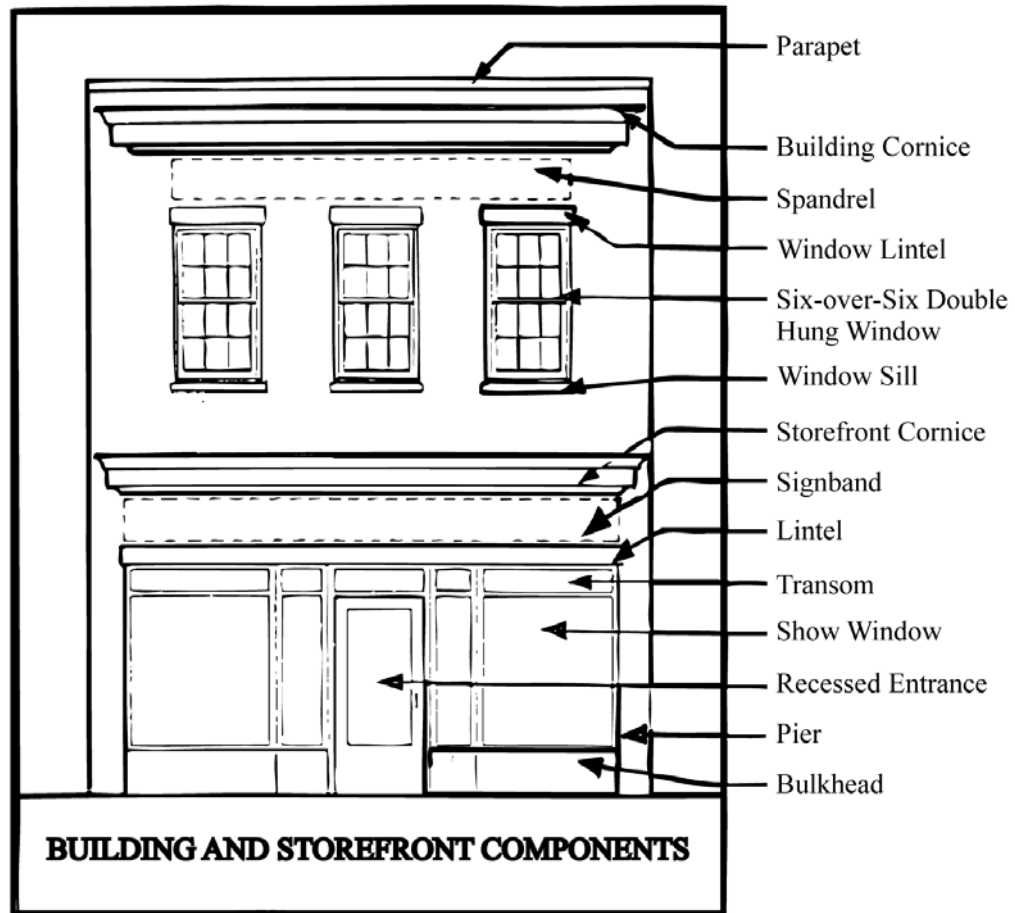 Parapet
Building Cornice
Spandrel
Window Lintel
Six-over-Six Double
Hung Window
Window Sill
Storefront Cornice
Signband
Lintel
Transom
Show Window
Recessed Entrance
Pier
Bulkhead
BUILDING AND STOREFRONT COMPONENTS